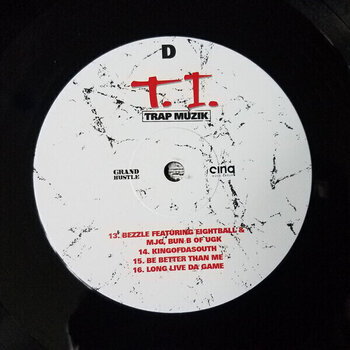 D
T.I.
TRAP MUZIK
GRAND
HUSTLE
cinq
13. BEZZLE FEATURING EIGHTBALL &
MJG, BUN B OF UGK
14. KINGOFDASOUTH
15. BE BETTER THAN ME
16. LONG LIVE DA GAME